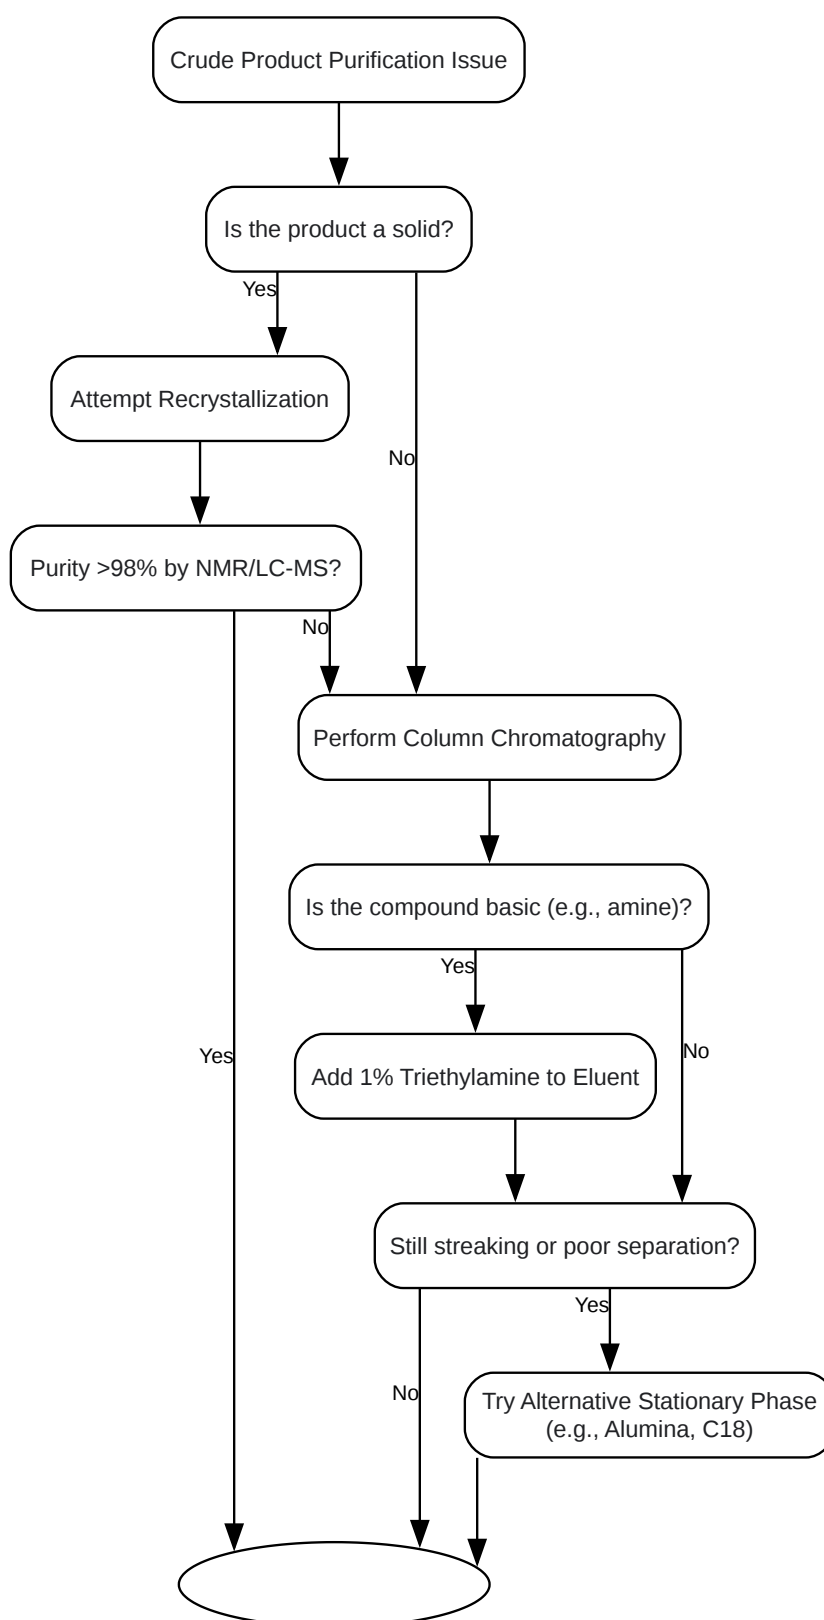 Crude Product Purification Issue
Is the product a solid?
Yes
Attempt Recrystallization
No
Purity >98% by NMR/LC-MS?
No
Perform Column Chromatography
Is the compound basic (e.g., amine)?
Yes
No
Yes
Add 1% Triethylamine to Eluent
Still streaking or poor separation?
Yes
No
Try Alternative Stationary Phase
(e.g., Alumina, C18)